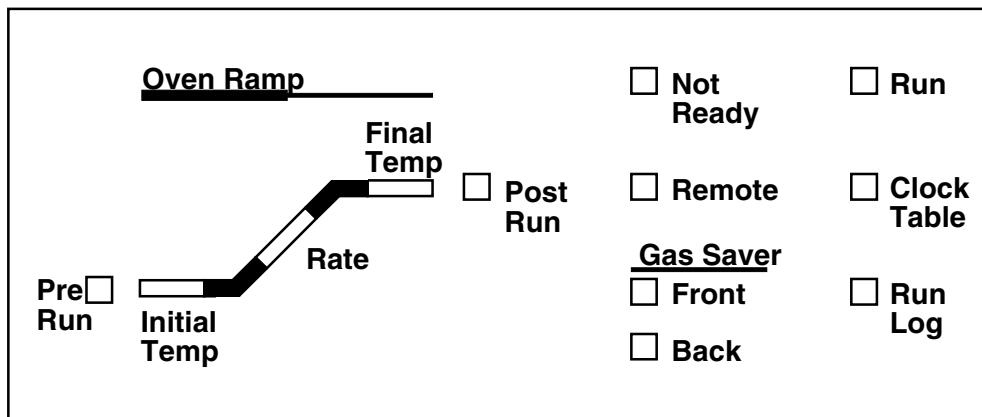 Oven Ramp
Final
Temp
Post
Run
Rate
Pre
Run
Initial
Temp
Not
Ready
Remote
Gas Saver
Front
Back
Run
Clock
Table
Run
Log